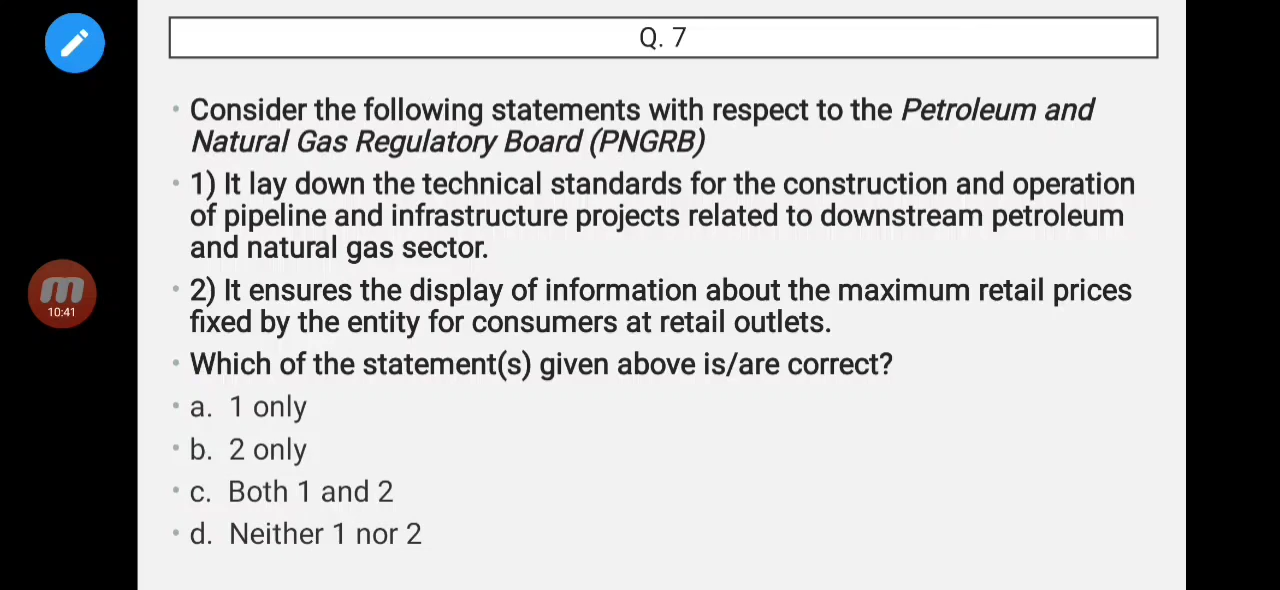 Q. 7
• Consider the following statements with respect to the Petroleum and
Natural Gas Regulatory Board (PNGRB)
• 1) It lay down the technical standards for the construction and operation
of pipeline and infrastructure projects related to downstream petroleum
and natural gas sector.
• 2) It ensures the display of information about the maximum retail prices
fixed by the entity for consumers at retail outlets.
• Which of the statement(s) given above is/are correct?
• a. 1 only
• b. 2 only
• c. Both 1 and 2
• d. Neither 1 nor 2
m
10:41